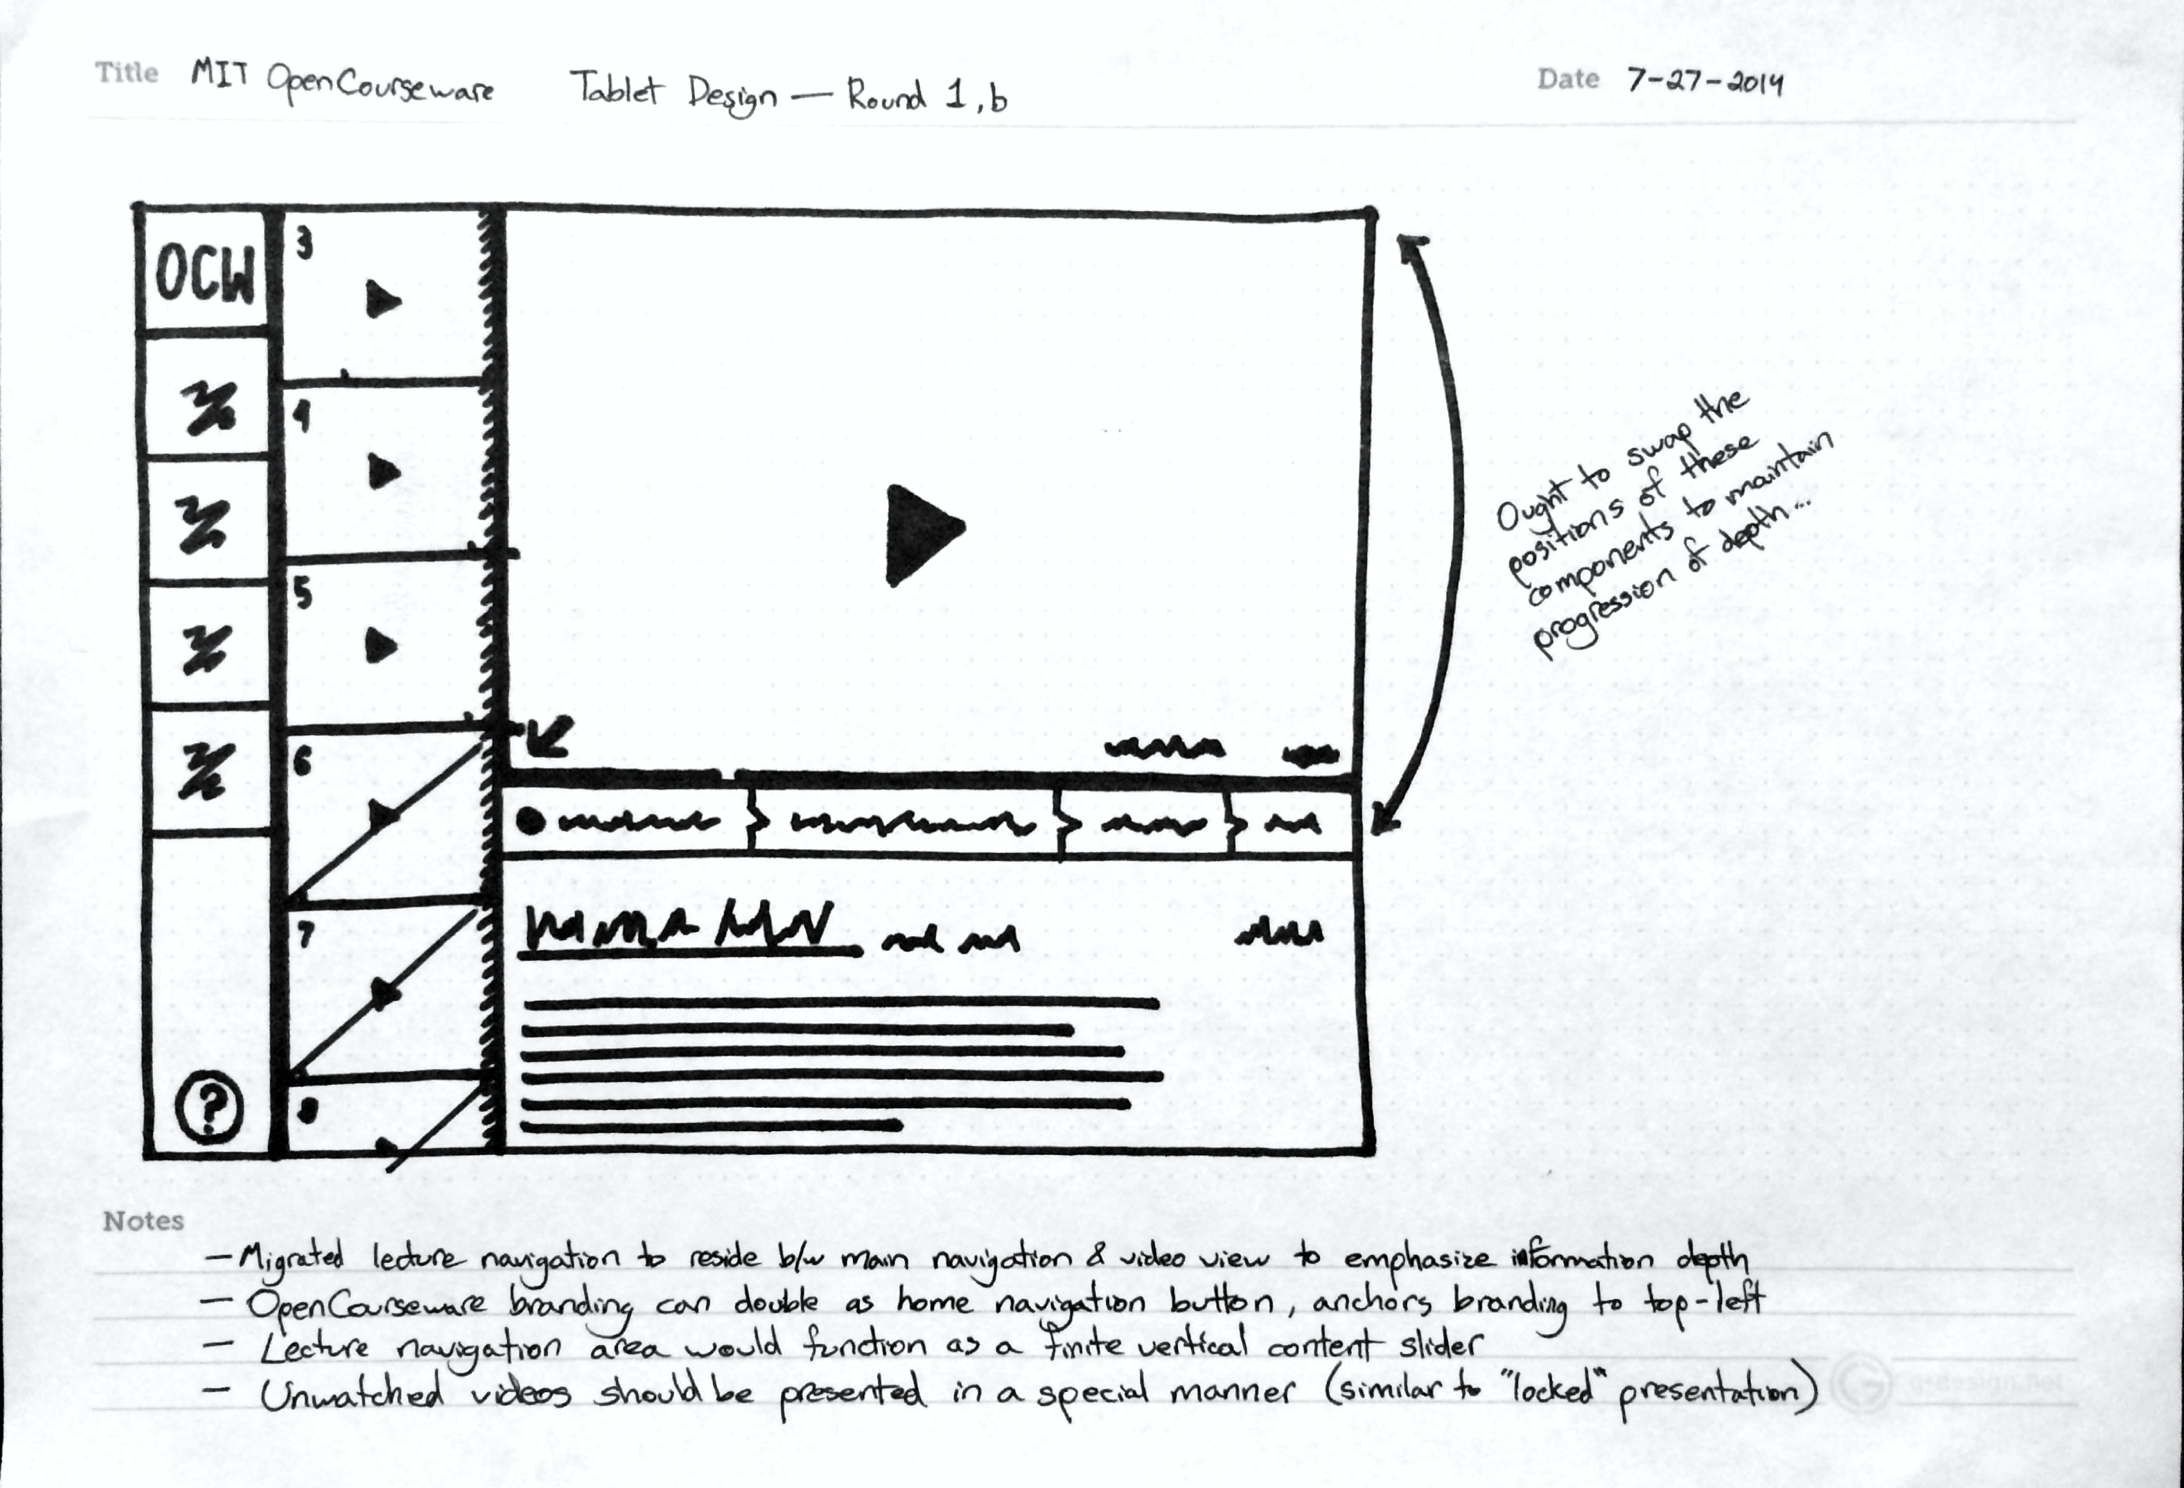 Title MIT OpenCourseware Tablet Design — Round 1,b
Date 7-27-2014
OCW
3
4
5
6
7
8
?
Ought to swap the
positions of these
components to maintain
progression of depth...
Notes
— Migrated lecture navigation to reside b/w main navigation & video view to emphasize information depth
— OpenCourseware branding can double as home navigation button, anchors branding to top-left
— Lecture navigation area would function as a finite vertical content slider
— Unwatched videos should be presented in a special manner (similar to "locked" presentation)
g-design.net